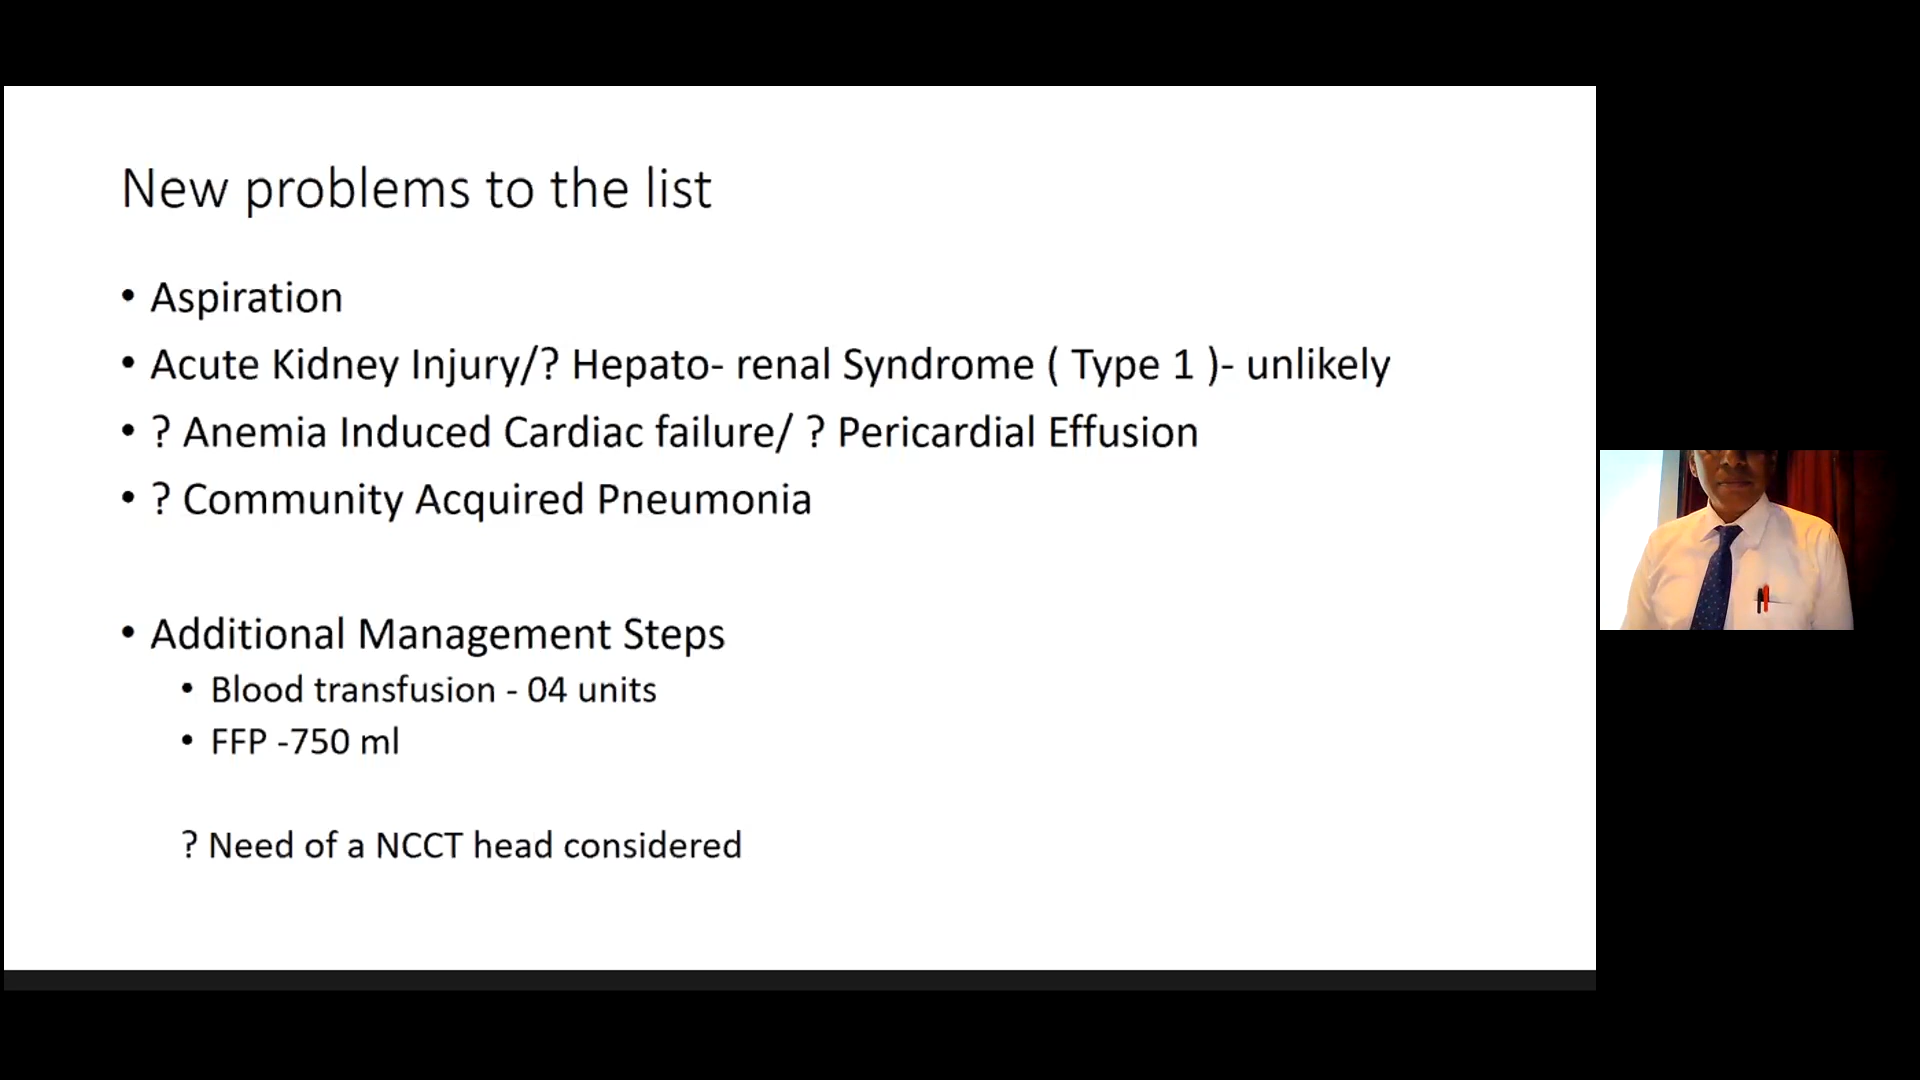 New problems to the list
• Aspiration
• Acute Kidney Injury/? Hepato- renal Syndrome ( Type 1 )- unlikely
• ? Anemia Induced Cardiac failure/ ? Pericardial Effusion
• ? Community Acquired Pneumonia
• Additional Management Steps
• Blood transfusion - 04 units
• FFP -750 ml
? Need of a NCCT head considered